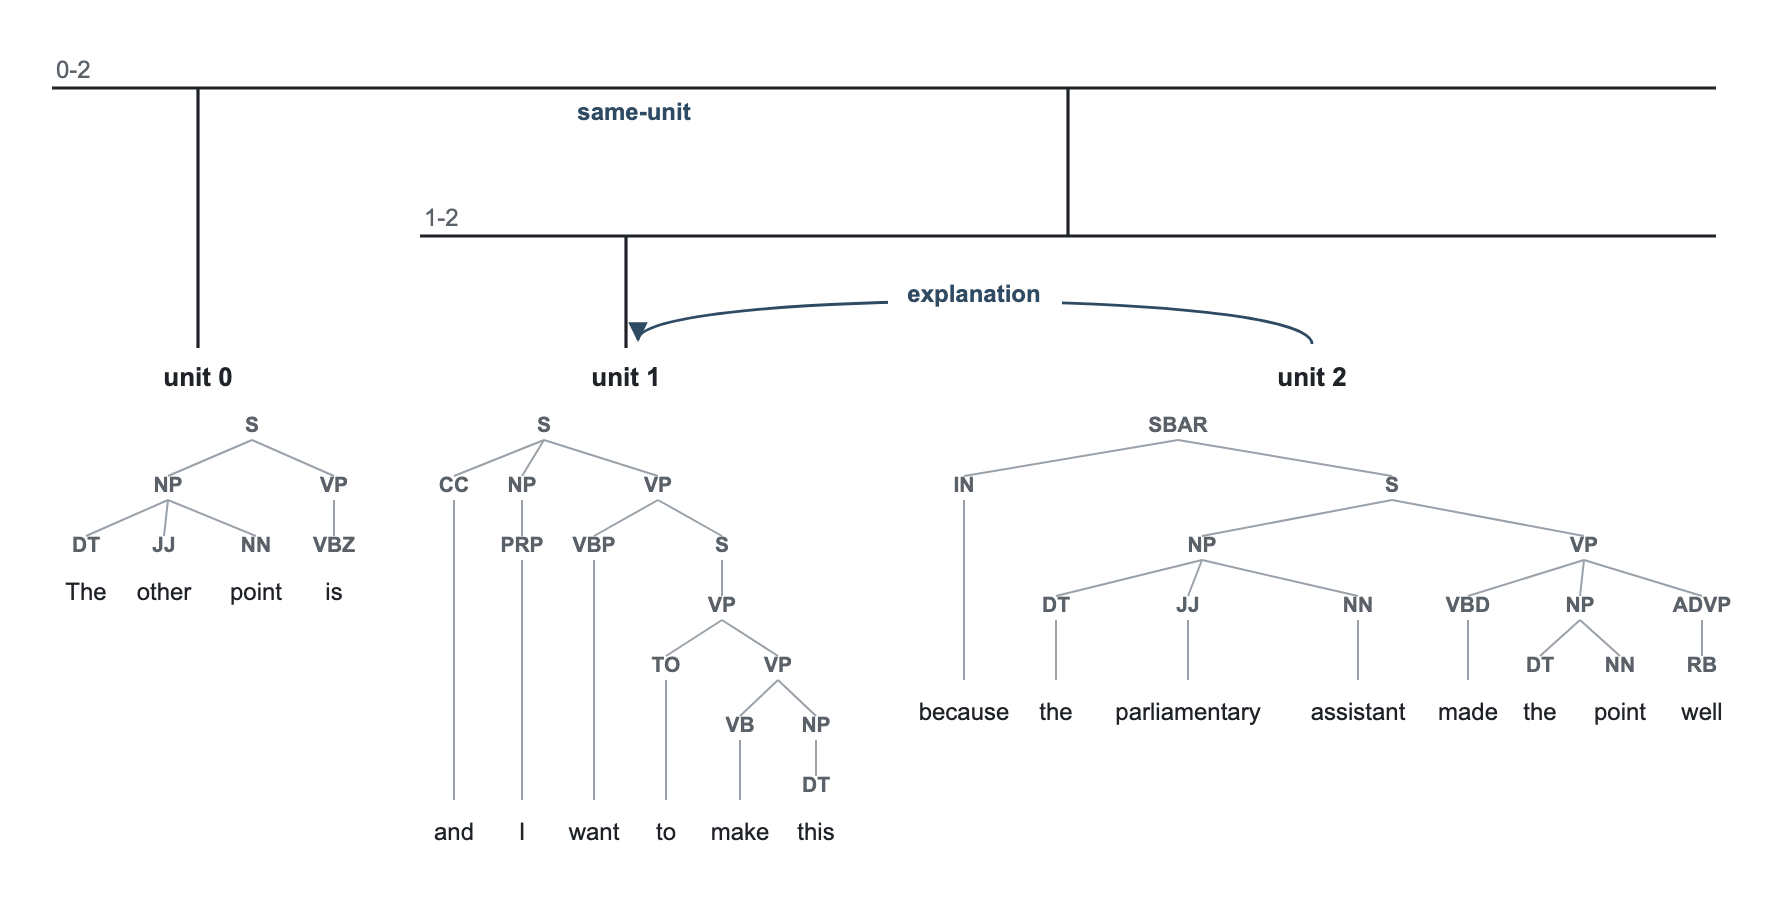 0-2
same-unit
1-2
explanation
unit 0 unit 1 unit 2
S S SBAR
NP VP CC NP VP IN S
DT JJ NN VBZ PRP VBP S NP VP
The other point is VP DT JJ NN VBD NP ADVP
TO VP DT NN RB
because the parliamentary assistant made the point well
VB NP
DT
and I want to make this